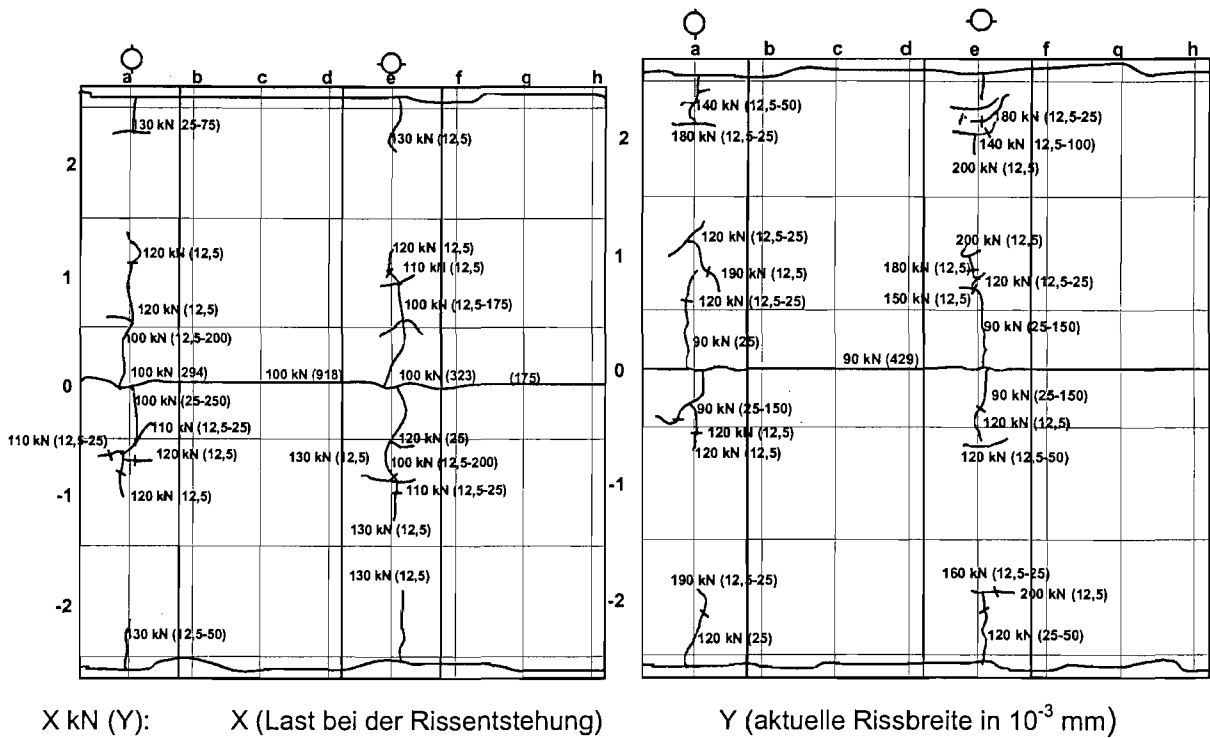 a b c d e f g h
130 kN (25-75)
130 kN (12,5)
2
120 kN (12,5)
120 kN (12,5)
110 kN (12,5)
1
100 kN (12,5-175)
120 kN (12,5)
100 kN (12,5-200)
100 kN (294) 100 kN (918) 100 kN (323) (175)
0
100 kN (25-250)
110 kN (12,5-25)
110 kN (12,5-25) 120 kN (25)
120 kN (12,5) 130 kN (12,5) 100 kN (12,5-200)
-1 120 kN (12,5) 110 kN (12,5-25)
130 kN (12,5)
130 kN (12,5)
-2
130 kN (12,5-50)
a b c d e f g h
140 kN (12,5-50) 180 kN (12,5-25)
2 180 kN (12,5-25) 140 kN (12,5-100)
200 kN (12,5)
120 kN (12,5-25) 200 kN (12,5)
1
190 kN (12,5) 180 kN (12,5)
120 kN (12,5-25)
120 kN (12,5-25) 150 kN (12,5)
90 kN (25) 90 kN (25-150)
90 kN (429)
0
90 kN (25-150)
90 kN (25-150)
120 kN (12,5) 120 kN (12,5)
120 kN (12,5) 120 kN (12,5-50)
-1
190 kN (12,5-25) 160 kN (12,5-25)
-2 200 kN (12,5)
120 kN (25) 120 kN (25-50)
X kN (Y): X (Last bei der Rissentstehung) Y (aktuelle Rissbreite in 10⁻³ mm)